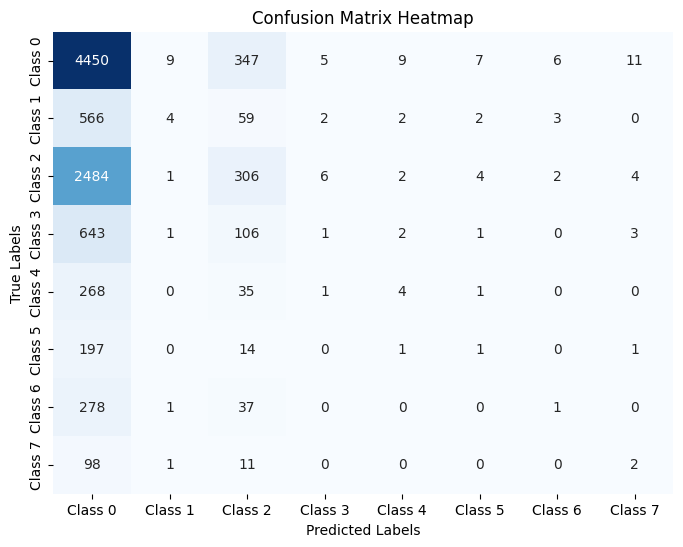 Confusion Matrix Heatmap
True Labels
Class 0 4450 9 347 5 9 7 6 11
Class 1 566 4 59 2 2 2 3 0
Class 2 2484 1 306 6 2 4 2 4
Class 3 643 1 106 1 2 1 0 3
Class 4 268 0 35 1 4 1 0 0
Class 5 197 0 14 0 1 1 0 1
Class 6 278 1 37 0 0 0 1 0
Class 7 98 1 11 0 0 0 0 2
Class 0 Class 1 Class 2 Class 3 Class 4 Class 5 Class 6 Class 7
Predicted Labels